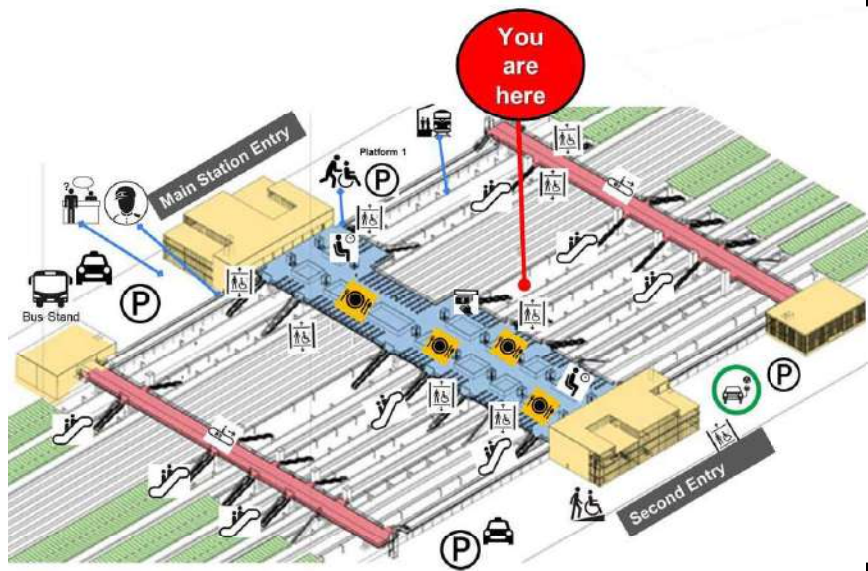 You
are
here
Platform 1
P
Main Station Entry
?
P
Bus Stand
P
Second Entry
P